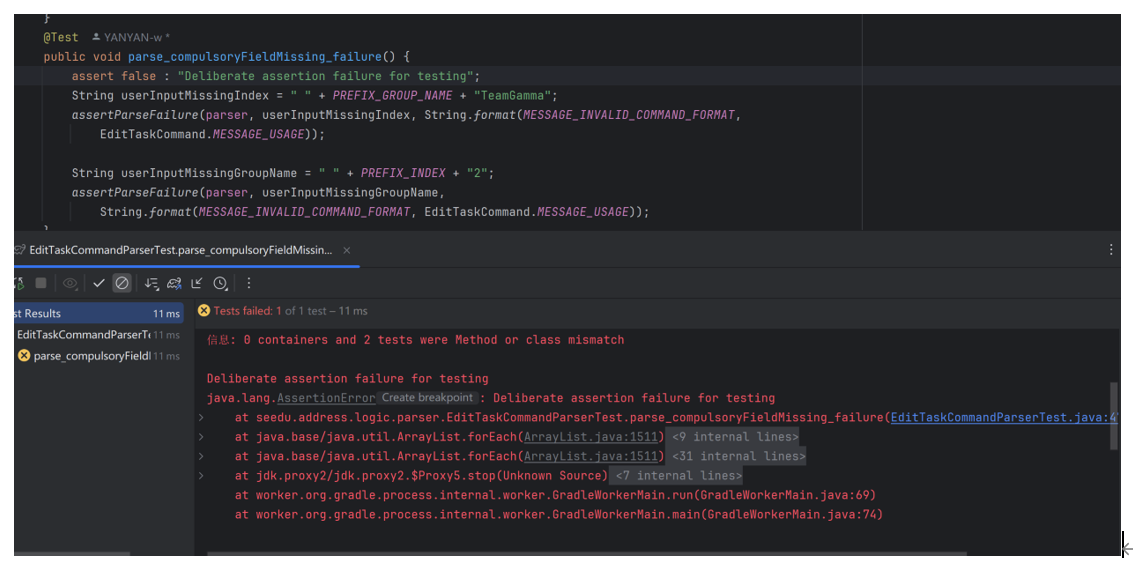 }
@Test YANYAN-w *
public void parse_compulsoryFieldMissing_failure() {
assert false : "Deliberate assertion failure for testing";
String userInputMissingIndex = " " + PREFIX_GROUP_NAME + "TeamGamma";
assertParseFailure(parser, userInputMissingIndex, String.format(MESSAGE_INVALID_COMMAND_FORMAT,
EditTaskCommand.MESSAGE_USAGE));
String userInputMissingGroupName = " " + PREFIX_INDEX + "2";
assertParseFailure(parser, userInputMissingGroupName,
String.format(MESSAGE_INVALID_COMMAND_FORMAT, EditTaskCommand.MESSAGE_USAGE));
EditTaskCommandParserTest.parse_compulsoryFieldMissin... ×
st Results 11 ms
Tests failed: 1 of 1 test – 11 ms
EditTaskCommandParserTe 11 ms
parse_compulsoryField 11 ms
信息: 0 containers and 2 tests were Method or class mismatch
Deliberate assertion failure for testing
java.lang.AssertionError Create breakpoint : Deliberate assertion failure for testing
> at seedu.address.logic.parser.EditTaskCommandParserTest.parse_compulsoryFieldMissing_failure(EditTaskCommandParserTest.java:4
> at java.base/java.util.ArrayList.forEach(ArrayList.java:1511) <9 internal lines>
> at java.base/java.util.ArrayList.forEach(ArrayList.java:1511) <31 internal lines>
> at jdk.proxy2/jdk.proxy2.$Proxy5.stop(Unknown Source) <7 internal lines>
at worker.org.gradle.process.internal.worker.GradleWorkerMain.run(GradleWorkerMain.java:69)
at worker.org.gradle.process.internal.worker.GradleWorkerMain.main(GradleWorkerMain.java:74)